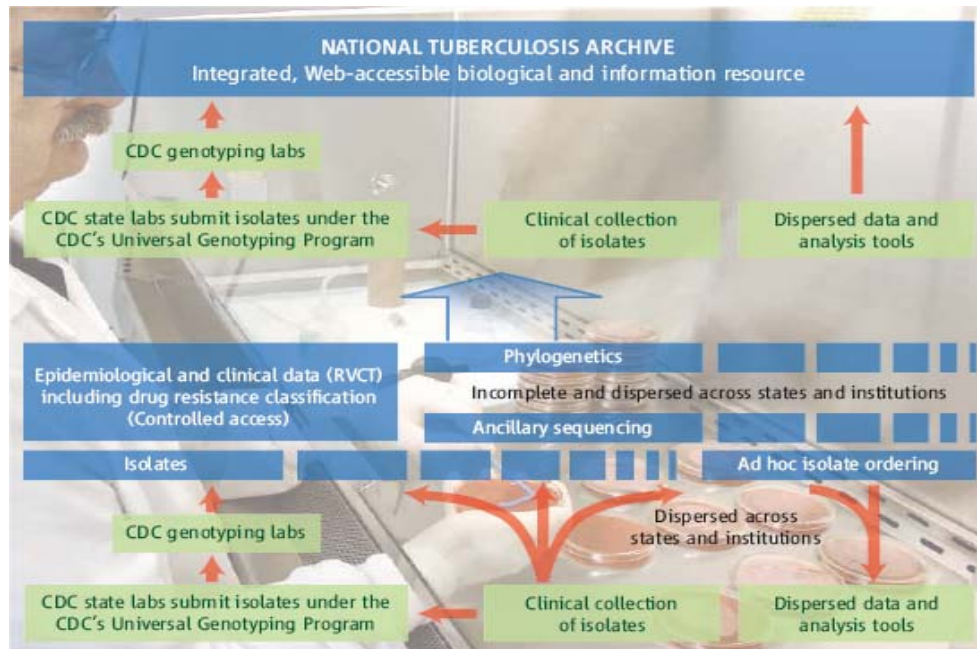 NATIONAL TUBERCULOSIS ARCHIVE
Integrated, Web-accessible biological and information resource
CDC genotyping labs
CDC state labs submit isolates under the
CDC's Universal Genotyping Program
Clinical collection
of isolates
Dispersed data and
analysis tools
Epidemiological and clinical data (RVCT)
including drug resistance classification
(Controlled access)
Phylogenetics
Incomplete and dispersed across states and institutions
Ancillary sequencing
Isolates
Ad hoc isolate ordering
CDC genotyping labs
Dispersed across
states and institutions
CDC state labs submit isolates under the
CDC's Universal Genotyping Program
Clinical collection
of isolates
Dispersed data and
analysis tools